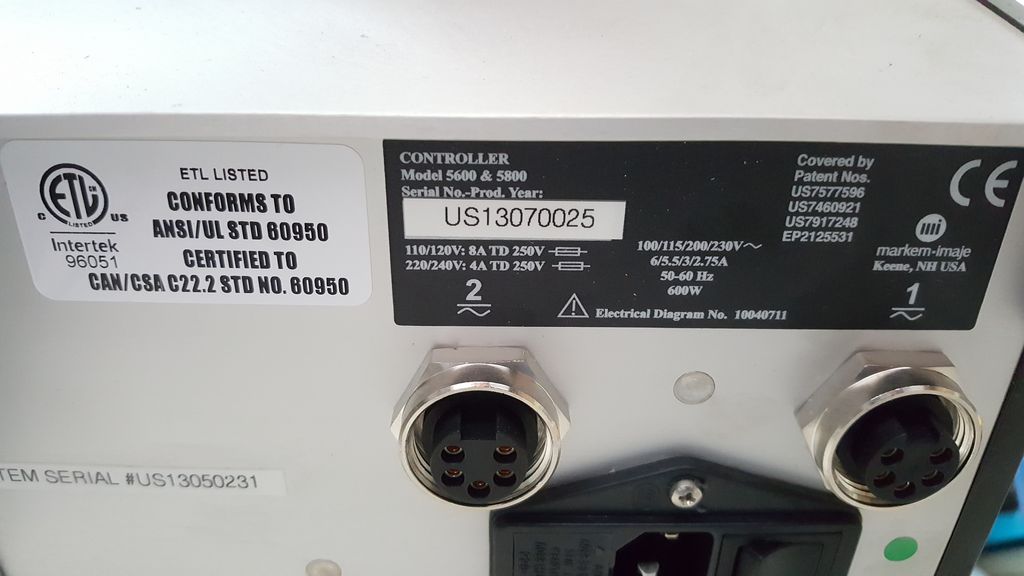 ETL LISTED
CONFORMS TO
ANSI/UL STD 60950
CERTIFIED TO
CAN/CSA C22.2 STD NO. 60950
C ETL US
LISTED
Intertek
96051
CONTROLLER
Model 5600 & 5800
Serial No.-Prod. Year:
US13070025
110/120V: 8A TD 250V
220/240V: 4A TD 250V
2
100/115/200/230V~
6/5.5/3/2.75A
50-60 Hz
600W
Electrical Diagram No. 10040711
Covered by
Patent Nos.
US7577596
US7460921
US7917248
EP2125531
CE
mi
markem-imaje
Keene, NH USA
1
TEM SERIAL #US13050231